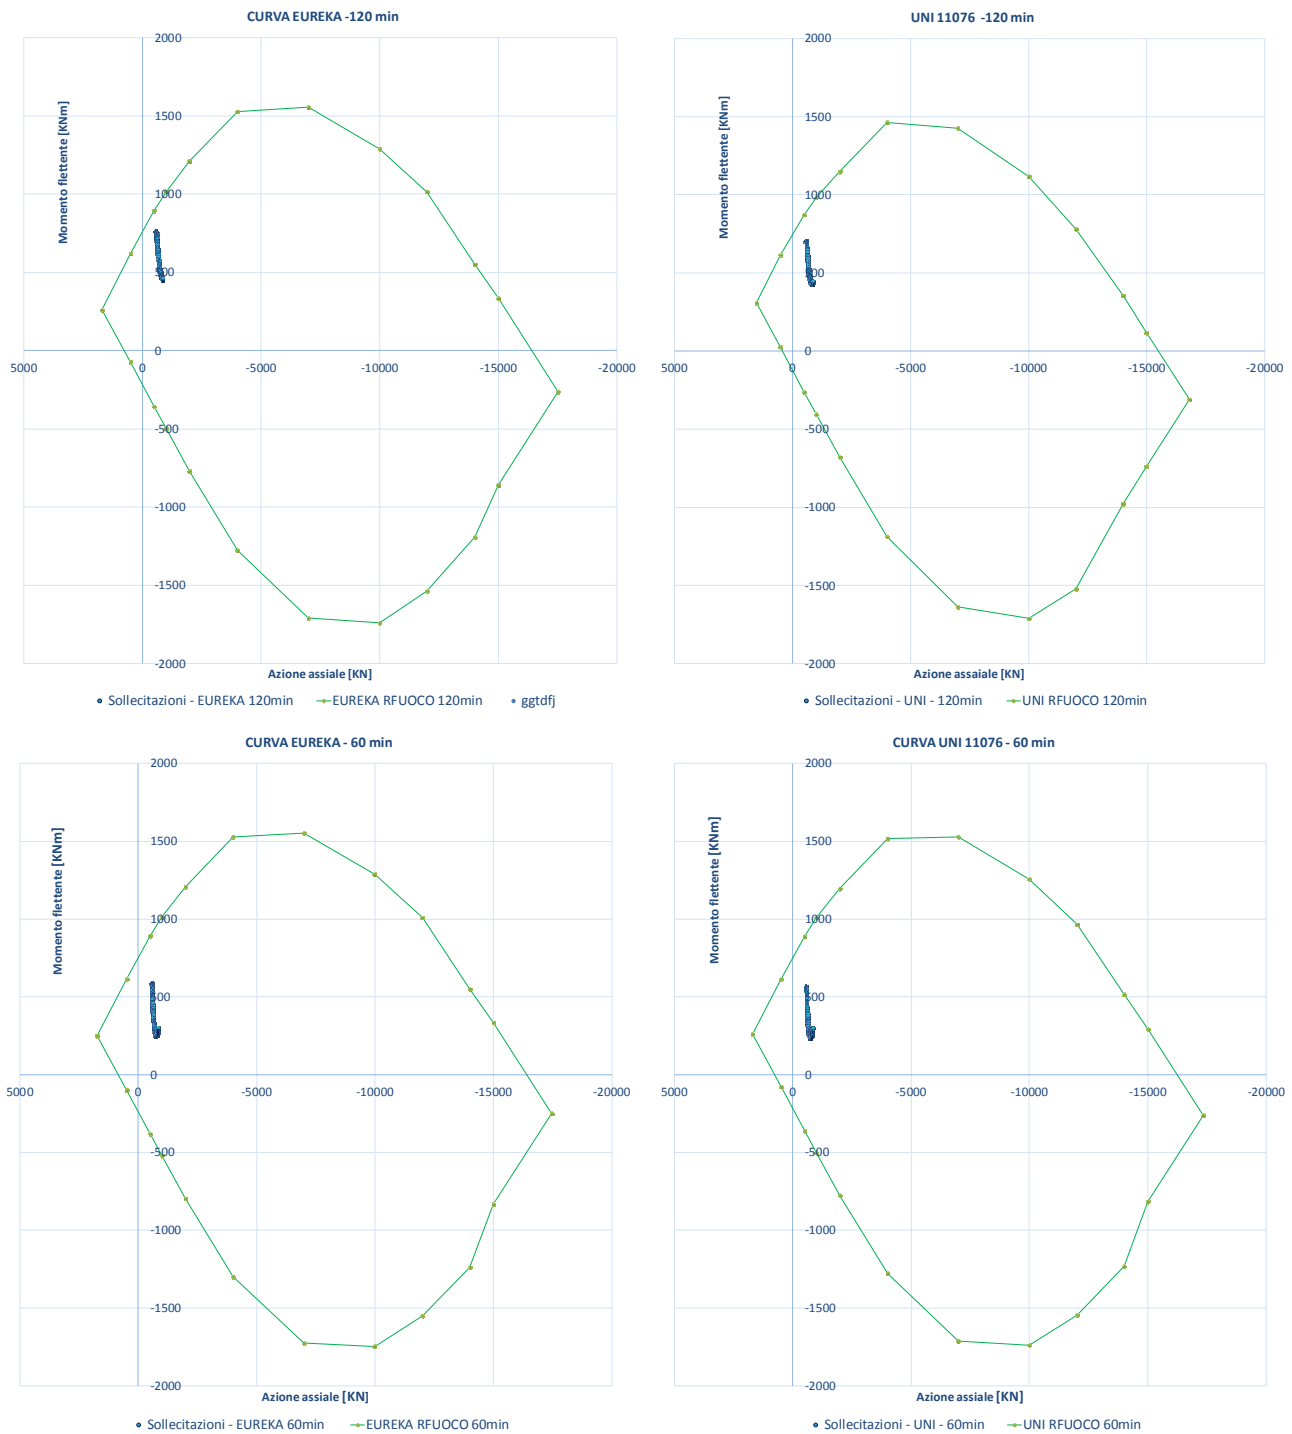 CURVA EUREKA -120 min
2000
1500
1000
500
0
-500
-1000
-1500
-2000
5000 0 -5000 -10000 -15000 -20000
Momento flettente [KNm]
Azione assiale [KN]
Sollecitazioni - EUREKA 120min EUREKA RFUOCO 120min ggtdfj
UNI 11076 -120 min
2000
1500
1000
500
0
-500
-1000
-1500
-2000
5000 0 -5000 -10000 -15000 -20000
Momento flettente [KNm]
Azione assaiale [KN]
Sollecitazioni - UNI - 120min UNI RFUOCO 120min
CURVA EUREKA - 60 min
2000
1500
1000
500
0
-500
-1000
-1500
-2000
5000 0 -5000 -10000 -15000 -20000
Momento flettente [KNm]
Azione assiale [KN]
Sollecitazioni - EUREKA 60min EUREKA RFUOCO 60min
CURVA UNI 11076 - 60 min
2000
1500
1000
500
0
-500
-1000
-1500
-2000
5000 0 -5000 -10000 -15000 -20000
Momento flettente [KNm]
Azione assiale [KN]
Sollecitazioni - UNI - 60min UNI RFUOCO 60min